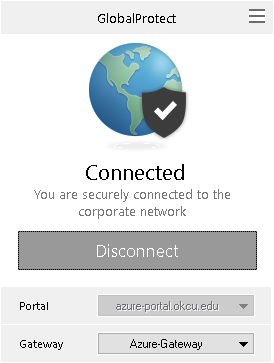 GlobalProtect
Connected
You are securely connected to the
corporate network
Disconnect
Portal azure-portal.okcu.edu
Gateway Azure-Gateway